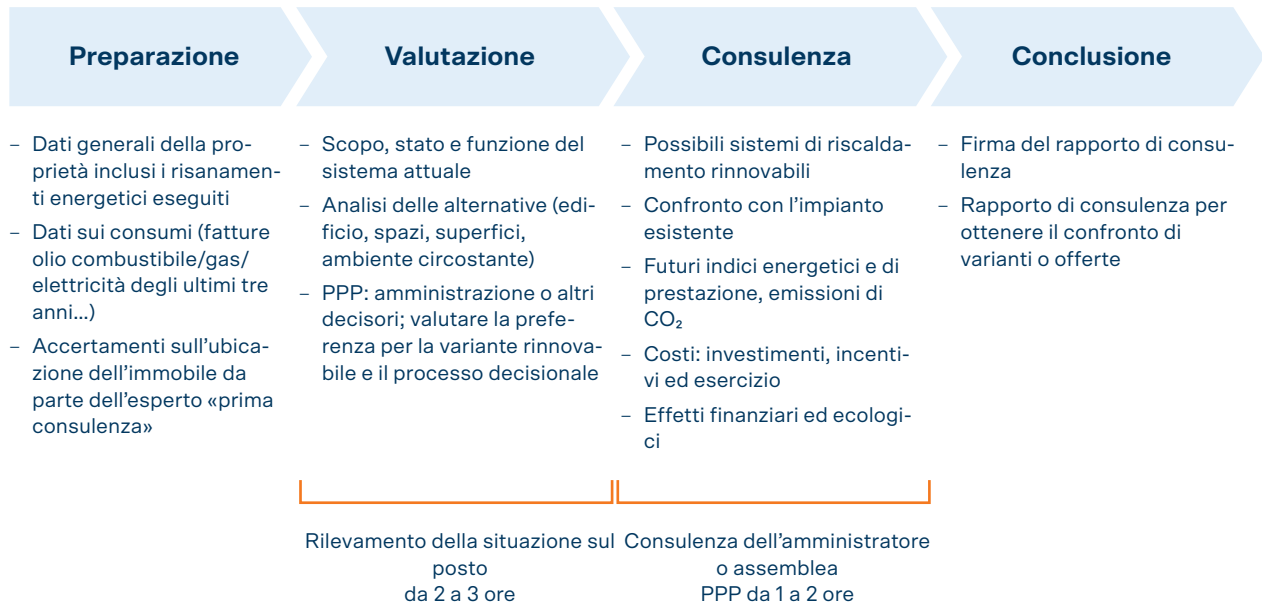 Preparazione
Valutazione
Consulenza
Conclusione
– Dati generali della pro-
prietà inclusi i risanamen-
ti energetici eseguiti
– Dati sui consumi (fatture
olio combustibile/gas/
elettricità degli ultimi tre
anni...)
– Accertamenti sull'ubica-
zione dell'immobile da
parte dell'esperto «prima
consulenza»
– Scopo, stato e funzione del
sistema attuale
– Analisi delle alternative (edi-
ficio, spazi, superfici,
ambiente circostante)
– PPP: amministrazione o altri
decisori; valutare la prefe-
renza per la variante rinnova-
bile e il processo decisionale
– Possibili sistemi di riscalda-
mento rinnovabili
– Confronto con l'impianto
esistente
– Futuri indici energetici e di
prestazione, emissioni di
CO₂
– Costi: investimenti, incenti-
vi ed esercizio
– Effetti finanziari ed ecologi-
ci
– Firma del rapporto di consu-
lenza
– Rapporto di consulenza per
ottenere il confronto di
varianti o offerte
Rilevamento della situazione sul
posto
da 2 a 3 ore
Consulenza dell'amministratore
o assemblea
PPP da 1 a 2 ore